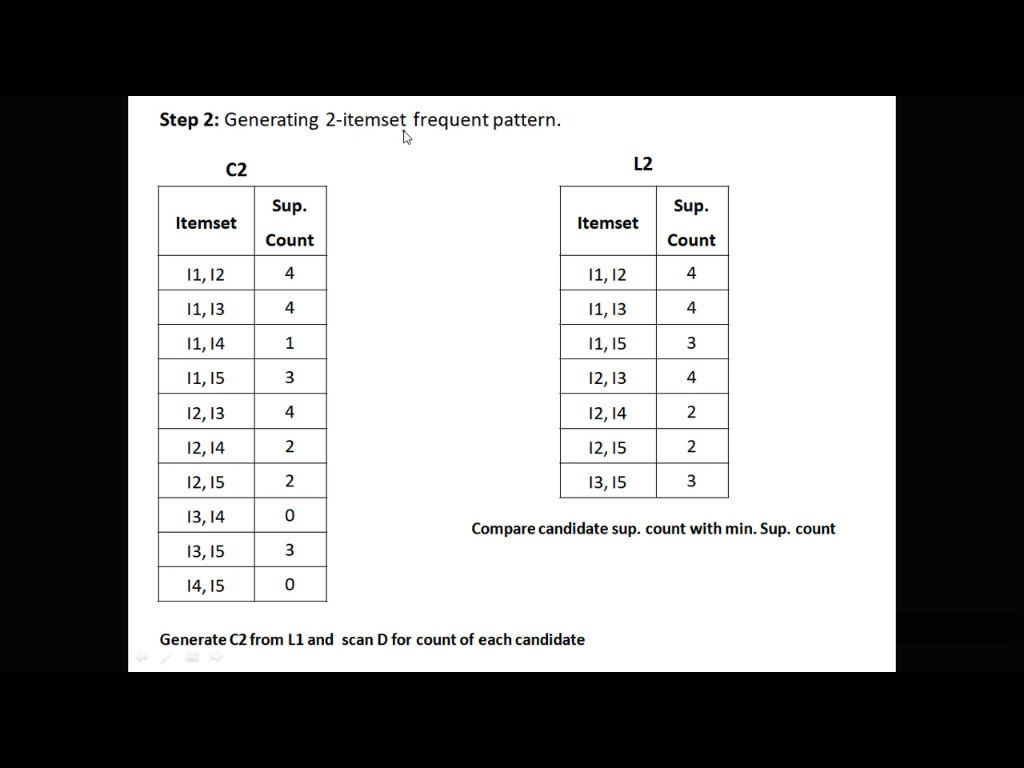 Step 2: Generating 2-itemset frequent pattern.
C2
Itemset Sup. Count
I1, I2 4
I1, I3 4
I1, I4 1
I1, I5 3
I2, I3 4
I2, I4 2
I2, I5 2
I3, I4 0
I3, I5 3
I4, I5 0
Generate C2 from L1 and scan D for count of each candidate
L2
Itemset Sup. Count
I1, I2 4
I1, I3 4
I1, I5 3
I2, I3 4
I2, I4 2
I2, I5 2
I3, I5 3
Compare candidate sup. count with min. Sup. count